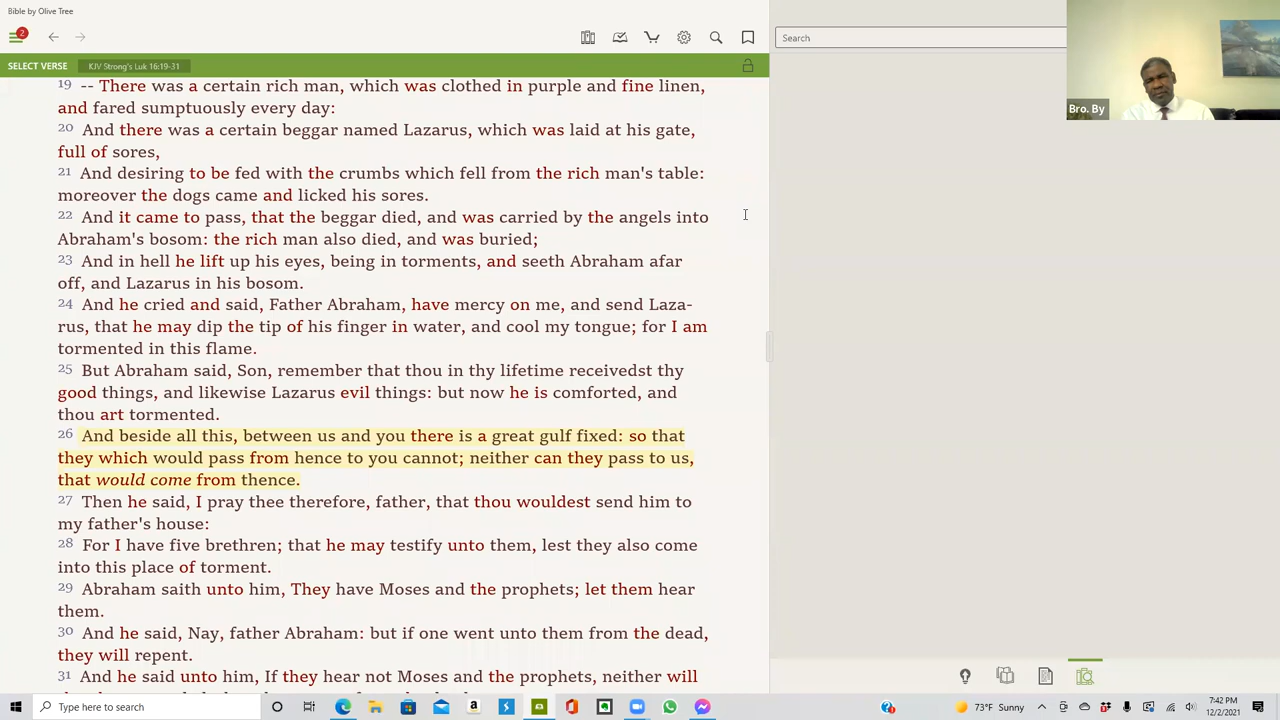 Bible by Olive Tree
2
Search
SELECT VERSE
KJV Strong's Luk 16:19-31
19 -- There was a certain rich man, which was clothed in purple and fine linen,
and fared sumptuously every day:
20 And there was a certain beggar named Lazarus, which was laid at his gate,
full of sores,
21 And desiring to be fed with the crumbs which fell from the rich man's table:
moreover the dogs came and licked his sores.
22 And it came to pass, that the beggar died, and was carried by the angels into
Abraham's bosom: the rich man also died, and was buried;
23 And in hell he lift up his eyes, being in torments, and seeth Abraham afar
off, and Lazarus in his bosom.
24 And he cried and said, Father Abraham, have mercy on me, and send Laza-
rus, that he may dip the tip of his finger in water, and cool my tongue; for I am
tormented in this flame.
25 But Abraham said, Son, remember that thou in thy lifetime receivedst thy
good things, and likewise Lazarus evil things: but now he is comforted, and
thou art tormented.
26 And beside all this, between us and you there is a great gulf fixed: so that
they which would pass from hence to you cannot; neither can they pass to us,
that would come from thence.
27 Then he said, I pray thee therefore, father, that thou wouldest send him to
my father's house:
28 For I have five brethren; that he may testify unto them, lest they also come
into this place of torment.
29 Abraham saith unto him, They have Moses and the prophets; let them hear
them.
30 And he said, Nay, father Abraham: but if one went unto them from the dead,
they will repent.
31 And he said unto him, If they hear not Moses and the prophets, neither will
Bro. By
Type here to search
73°F Sunny
7:42 PM
12/2/2021